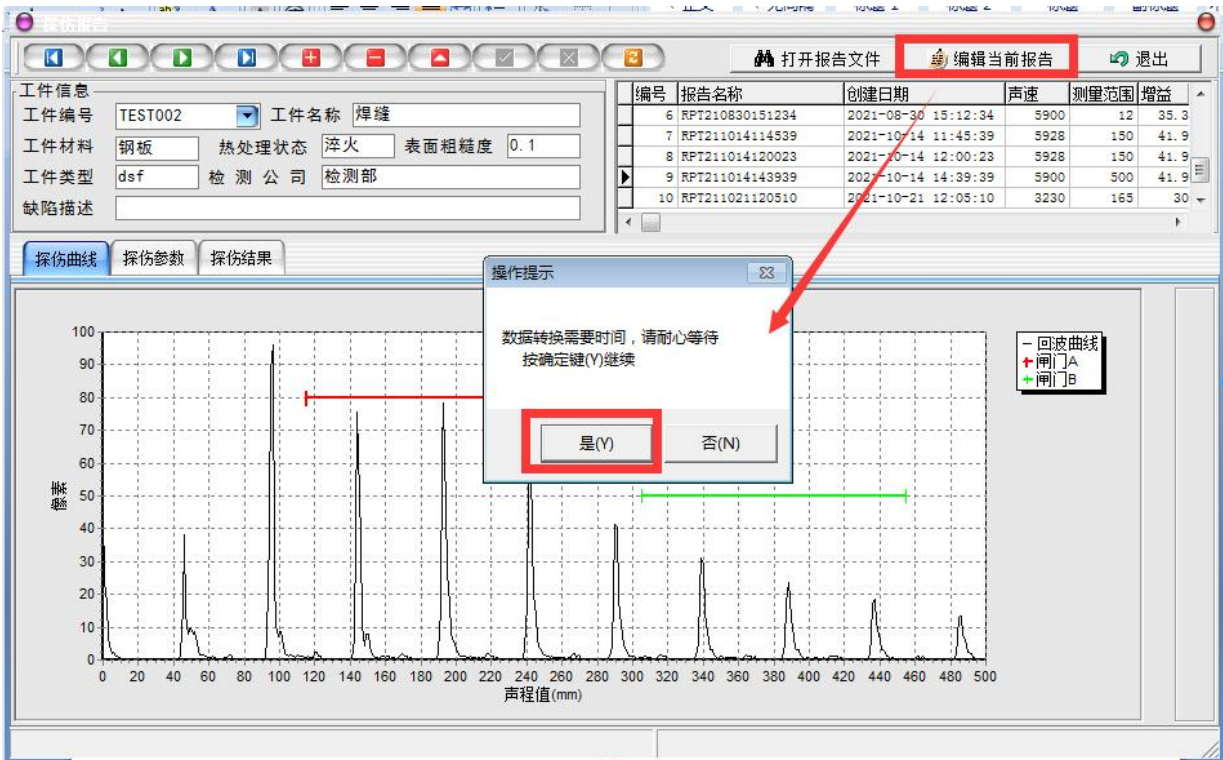 探伤报告
打开报告文件 编辑当前报告 退出
工件信息
工件编号 TEST002 工件名称 焊缝
工件材料 钢板 热处理状态 淬火 表面粗糙度 0.1
工件类型 dsf 检 测 公 司 检测部
缺陷描述
编号 报告名称 创建日期 声速 测量范围 增益
6 RPT210830151234 2021-08-30 15:12:34 5900 12 35.3
7 RPT211014114539 2021-10-14 11:45:39 5928 150 41.9
8 RPT211014120023 2021-10-14 12:00:23 5928 150 41.9
9 RPT211014143939 2021-10-14 14:39:39 5900 500 41.9
10 RPT211021120510 2021-10-21 12:05:10 3230 165 30
探伤曲线 探伤参数 探伤结果
操作提示
数据转换需要时间，请耐心等待
按确定键(Y)继续
是(Y) 否(N)
回波曲线
闸门A
闸门B
像素
100
90
80
70
60
50
40
30
20
10
0
0 20 40 60 80 100 120 140 160 180 200 220 240 260 280 300 320 340 360 380 400 420 440 460 480 500
声程值(mm)